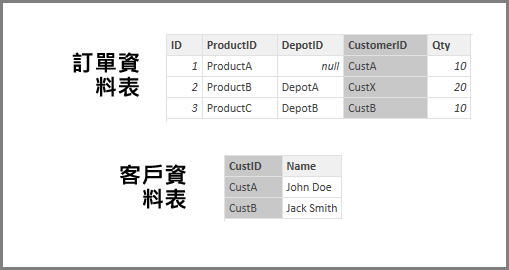 訂單資
料表
ID ProductID DepotID CustomerID Qty
1 ProductA null CustA 10
2 ProductB DepotA CustX 20
3 ProductC DepotB CustB 10
客戶資
料表
CustID Name
CustA John Doe
CustB Jack Smith